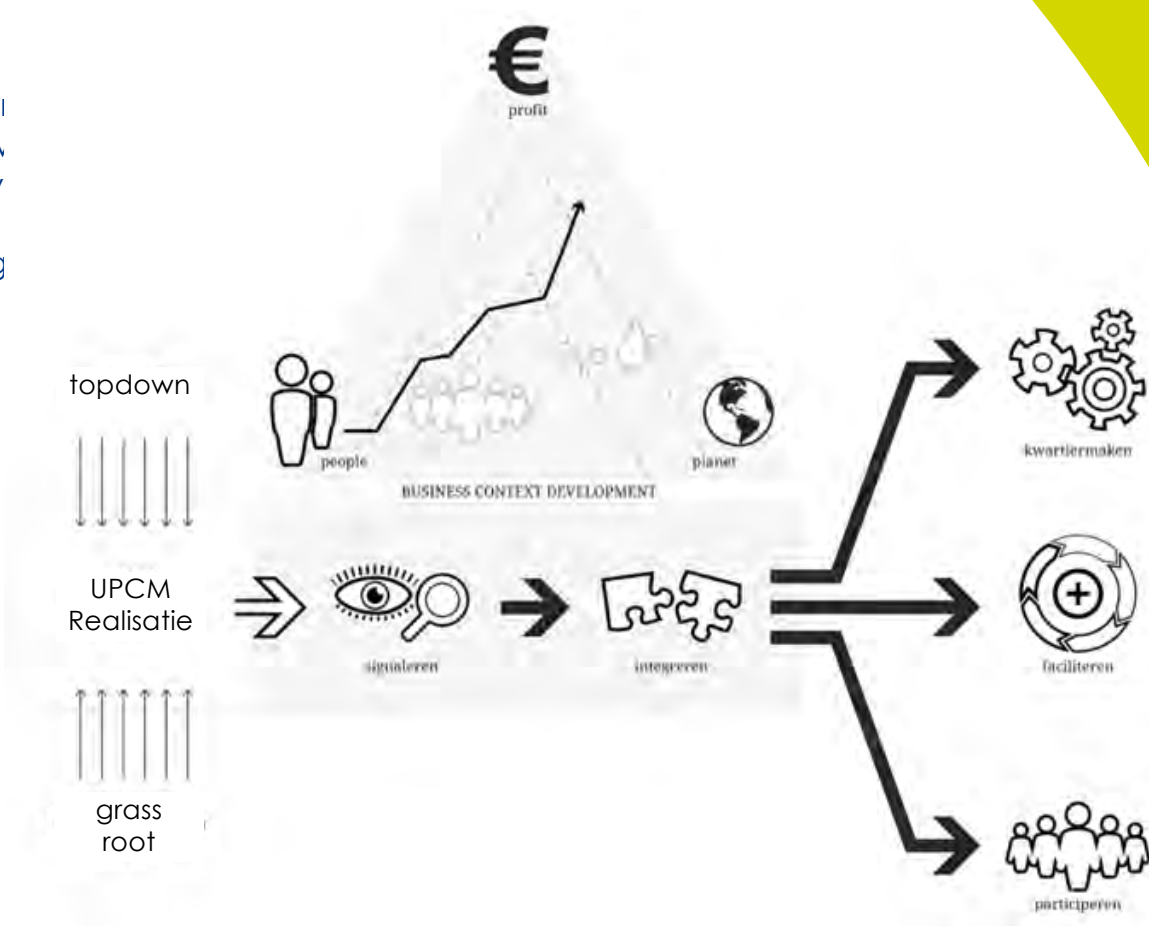 €
profit
topdown
people
planet
BUSINESS CONTEXT DEVELOPMENT
kwartiermaken
UPCM
Realisatie
signaleren
integreren
faciliteren
grass
root
participeren